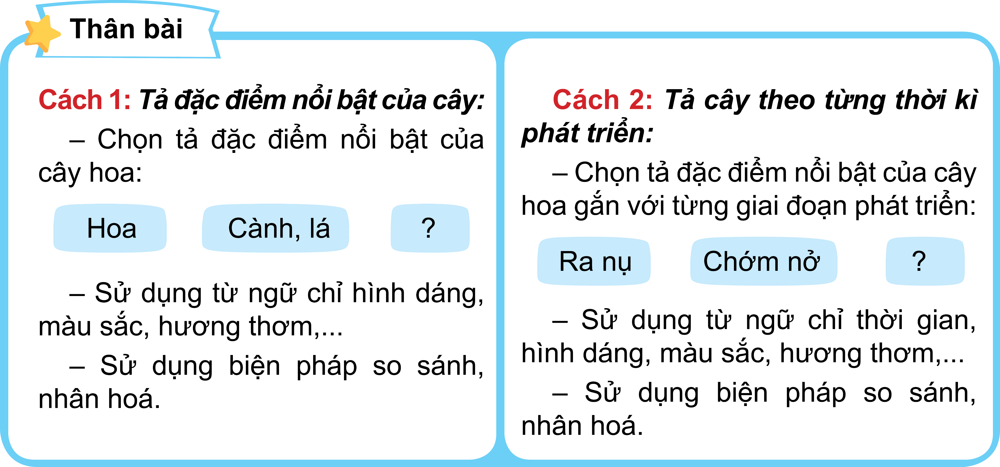 Thân bài
Cách 1: Tả đặc điểm nổi bật của cây:
– Chọn tả đặc điểm nổi bật của
cây hoa:
Hoa
Cành, lá
?
– Sử dụng từ ngữ chỉ hình dáng,
màu sắc, hương thơm,...
– Sử dụng biện pháp so sánh,
nhân hoá.
Cách 2: Tả cây theo từng thời kì
phát triển:
– Chọn tả đặc điểm nổi bật của cây
hoa gắn với từng giai đoạn phát triển:
Ra nụ
Chớm nở
?
– Sử dụng từ ngữ chỉ thời gian,
hình dáng, màu sắc, hương thơm,...
– Sử dụng biện pháp so sánh,
nhân hoá.